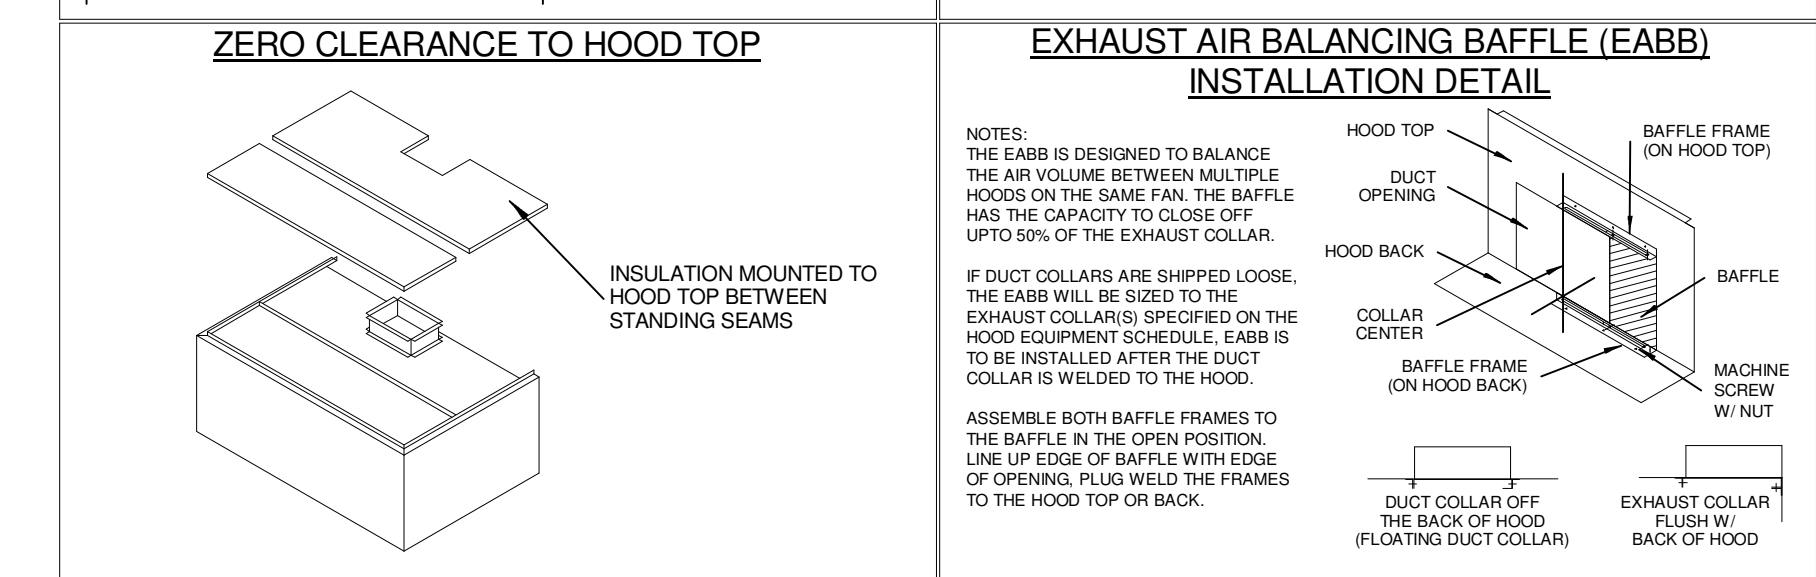 ZERO CLEARANCE TO HOOD TOP
INSULATION MOUNTED TO
HOOD TOP BETWEEN
STANDING SEAMS
EXHAUST AIR BALANCING BAFFLE (EABB)
INSTALLATION DETAIL
NOTES:
THE EABB IS DESIGNED TO BALANCE
THE AIR VOLUME BETWEEN MULTIPLE
HOODS ON THE SAME FAN. THE BAFFLE
HAS THE CAPACITY TO CLOSE OFF
UPTO 50% OF THE EXHAUST COLLAR.
IF DUCT COLLARS ARE SHIPPED LOOSE,
THE EABB WILL BE SIZED TO THE
EXHAUST COLLAR(S) SPECIFIED ON THE
HOOD EQUIPMENT SCHEDULE, EABB IS
TO BE INSTALLED AFTER THE DUCT
COLLAR IS WELDED TO THE HOOD.
ASSEMBLE BOTH BAFFLE FRAMES TO
THE BAFFLE IN THE OPEN POSITION.
LINE UP EDGE OF BAFFLE WITH EDGE
OF OPENING, PLUG WELD THE FRAMES
TO THE HOOD TOP OR BACK.
HOOD TOP
BAFFLE FRAME
(ON HOOD TOP)
DUCT
OPENING
HOOD BACK
BAFFLE
COLLAR
CENTER
BAFFLE FRAME
(ON HOOD BACK)
MACHINE
SCREW
W/ NUT
DUCT COLLAR OFF
THE BACK OF HOOD
(FLOATING DUCT COLLAR)
EXHAUST COLLAR
FLUSH W/
BACK OF HOOD